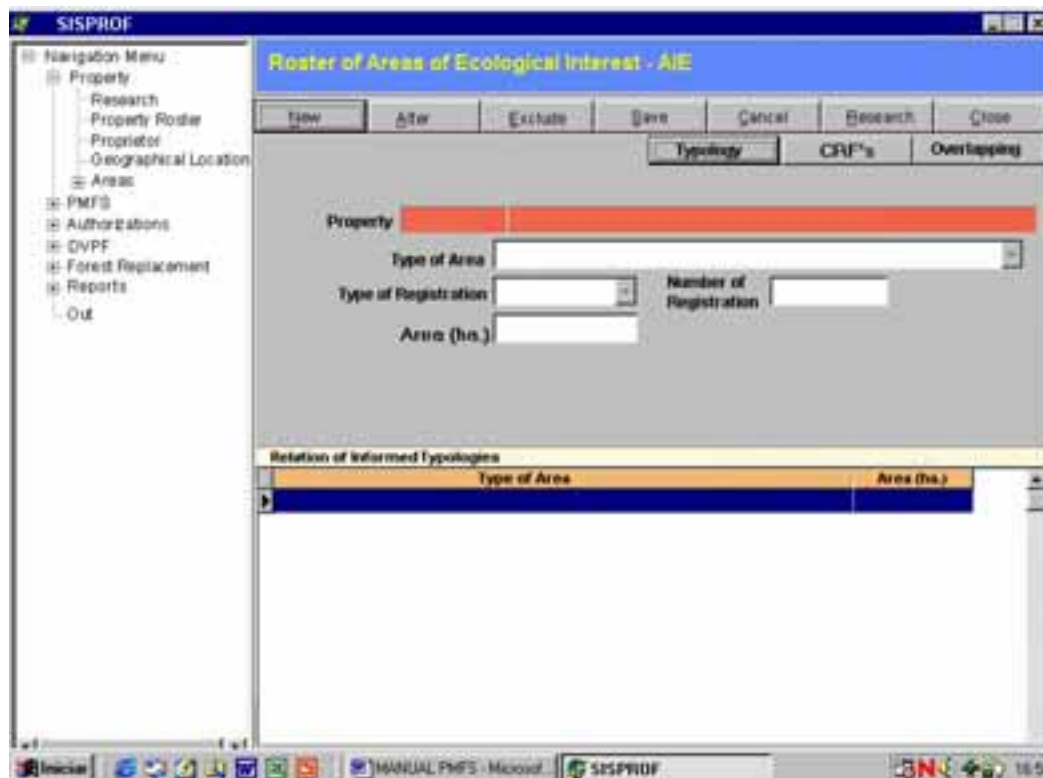 SISPROF
Navigation Menu
Property
Research
Property Roster
Proprietor
Geographical Location
Areas
PMFS
Authorizations
DVPF
Forest Replacement
Reports
Out
Roster of Areas of Ecological Interest - AIE
New Alter Exclude Save Cancel Research Close
Typology CRF's Overlapping
Property
Type of Area
Type of Registration
Number of
Registration
Area (ha.)
Relation of Informed Typologies
Type of Area Area (ha.)
Iniciar MANUAL PMFS - Microsof... SISPROF